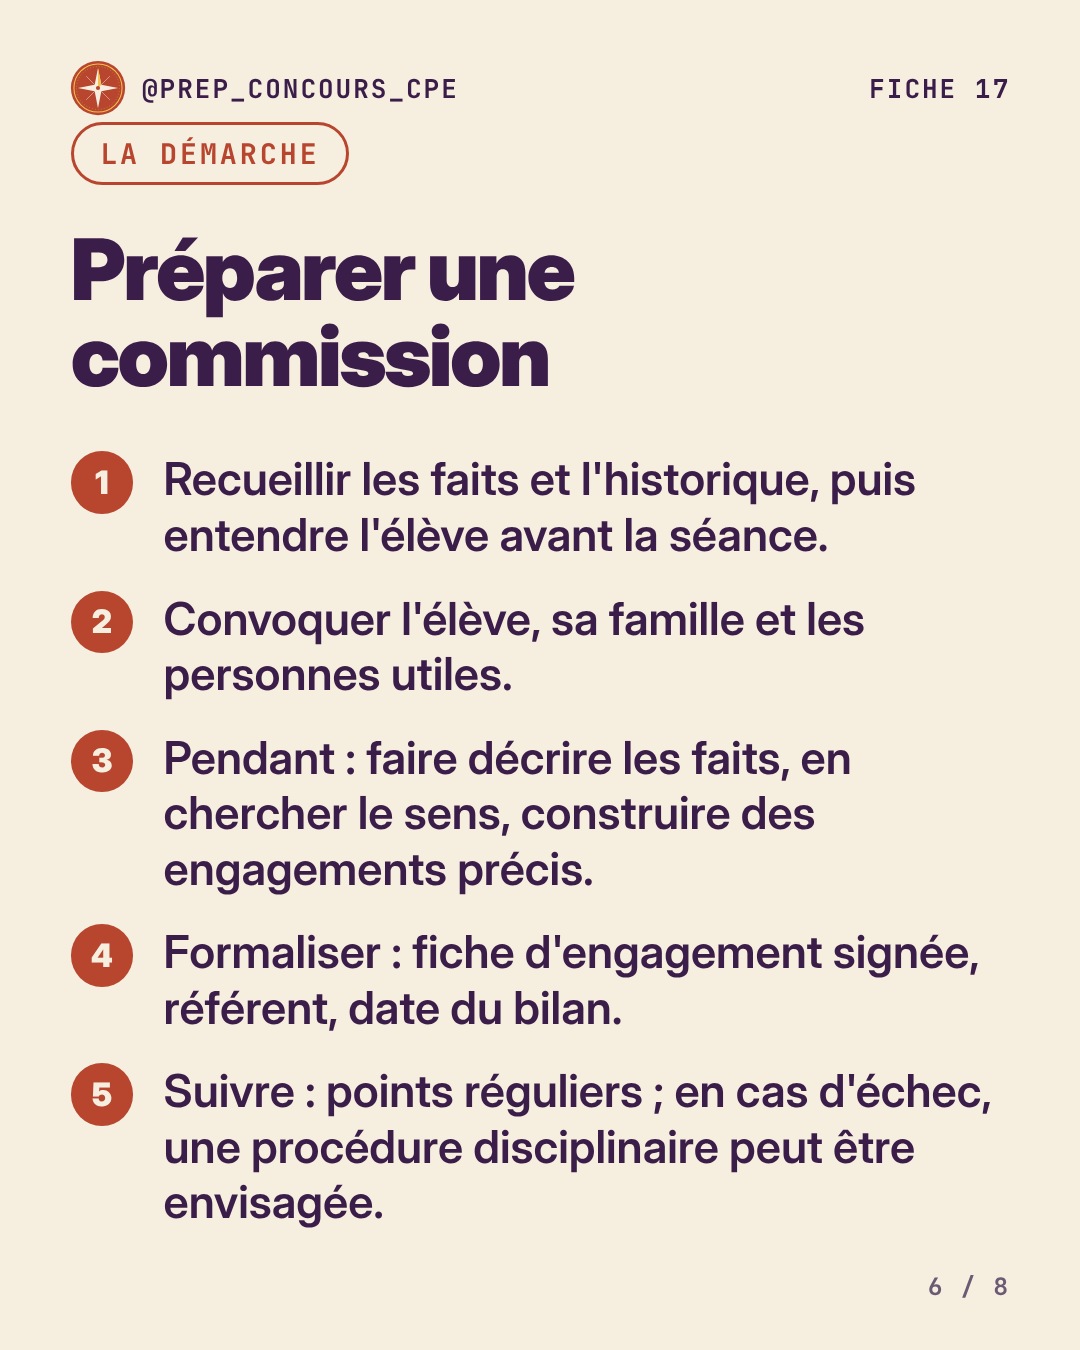 @PREP_CONCOURS_CPE
FICHE 17
LA DÉMARCHE
Préparer une
commission
1 Recueillir les faits et l'historique, puis
entendre l'élève avant la séance.
2 Convoquer l'élève, sa famille et les
personnes utiles.
3 Pendant : faire décrire les faits, en
chercher le sens, construire des
engagements précis.
4 Formaliser : fiche d'engagement signée,
référent, date du bilan.
5 Suivre : points réguliers ; en cas d'échec,
une procédure disciplinaire peut être
envisagée.
6 / 8